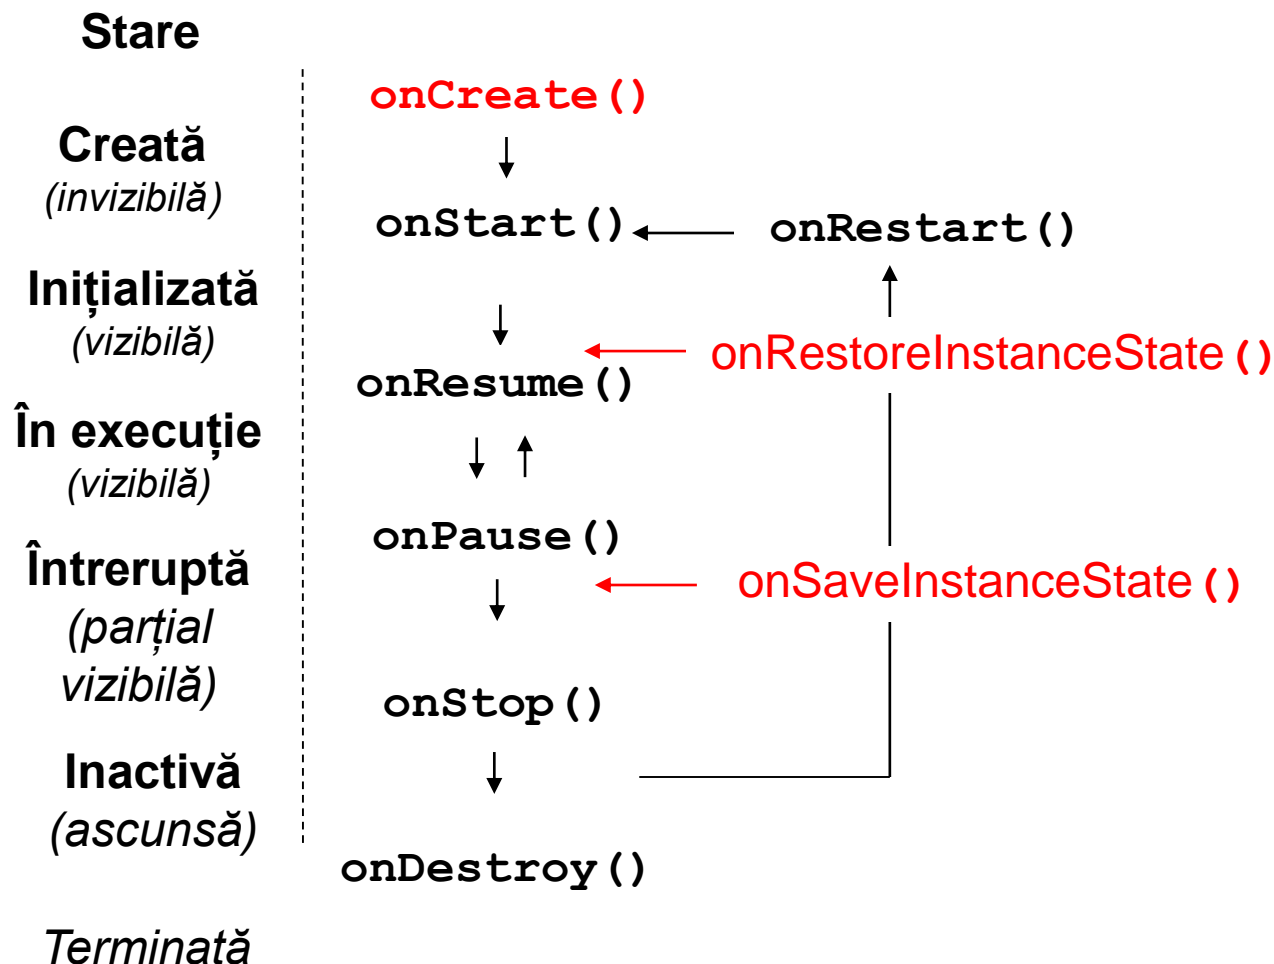 Stare
onCreate()
Creată
(invizibilă)
onStart()
onRestart()
Inițializată
(vizibilă)
onRestoreInstanceState()
onResume()
În execuție
(vizibilă)
onPause()
Întreruptă
(parțial
vizibilă)
onSaveInstanceState()
onStop()
Inactivă
(ascunsă)
onDestroy()
Terminată